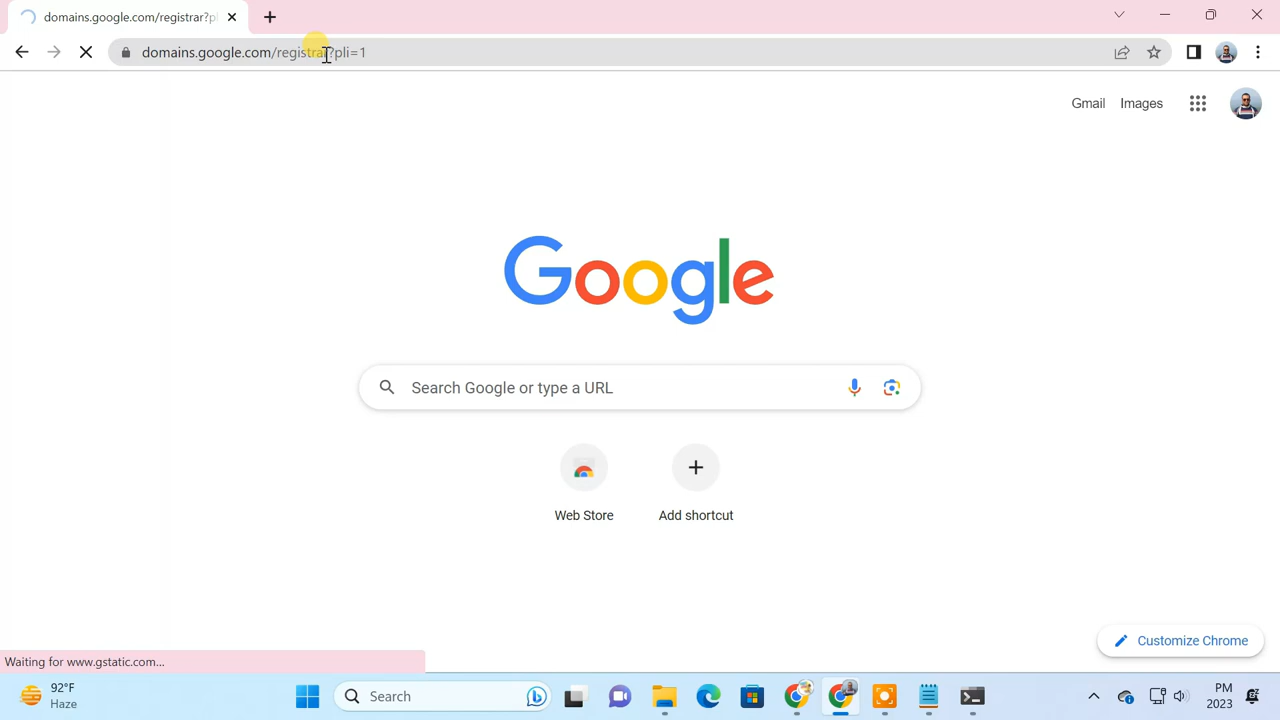 domains.google.com/registrar?pl
domains.google.com/registrar?pli=1
Gmail Images
Google
Search Google or type a URL
Web Store
Add shortcut
Customize Chrome
Waiting for www.gstatic.com...
92°F
Haze
Search
PM
2023